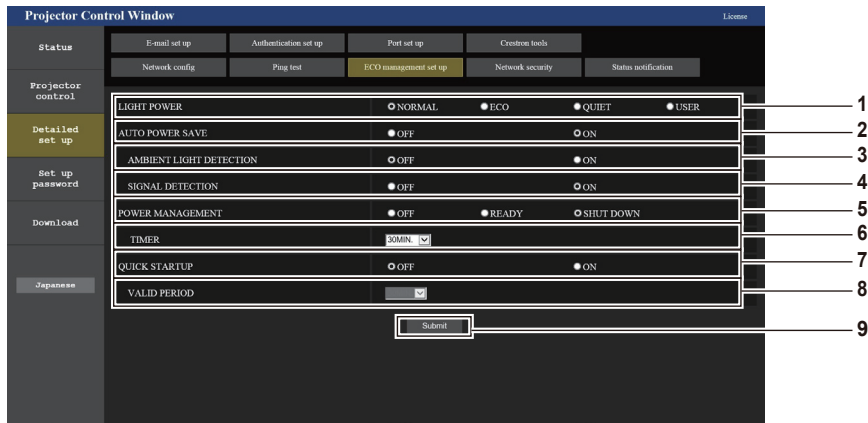 Projector Control Window License
Status
E-mail set up Authentication set up Port set up Crestron tools
Network config Ping test ECO management set up Network security Status notification
Projector
control
Detailed
set up
Set up
password
Download
Japanese
LIGHT POWER NORMAL ECO QUIET USER 1
AUTO POWER SAVE OFF ON 2
AMBIENT LIGHT DETECTION OFF ON 3
SIGNAL DETECTION OFF ON 4
POWER MANAGEMENT OFF READY SHUT DOWN 5
TIMER 30MIN. 6
QUICK STARTUP OFF ON 7
VALID PERIOD 8
Submit 9